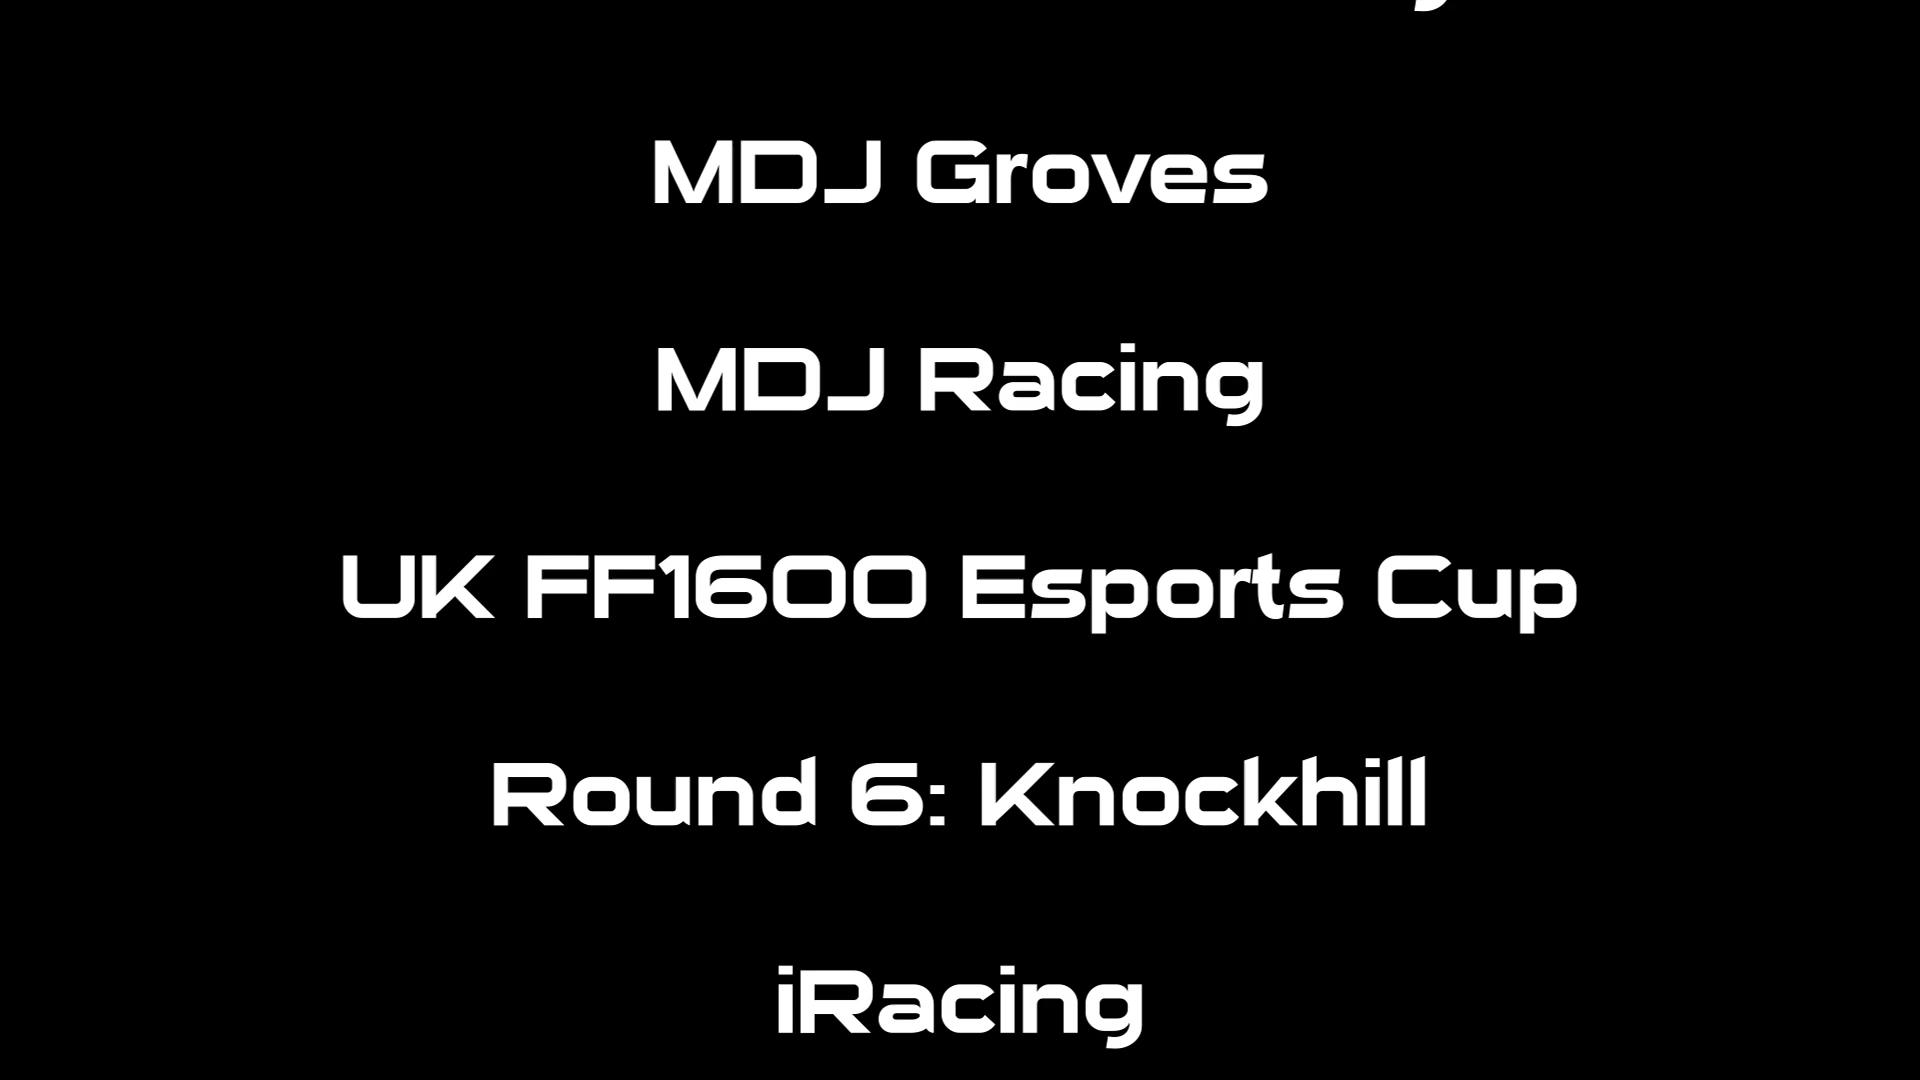 MDJ Groves
MDJ Racing
UK FF1600 Esports Cup
Round 6: Knockhill
iRacing